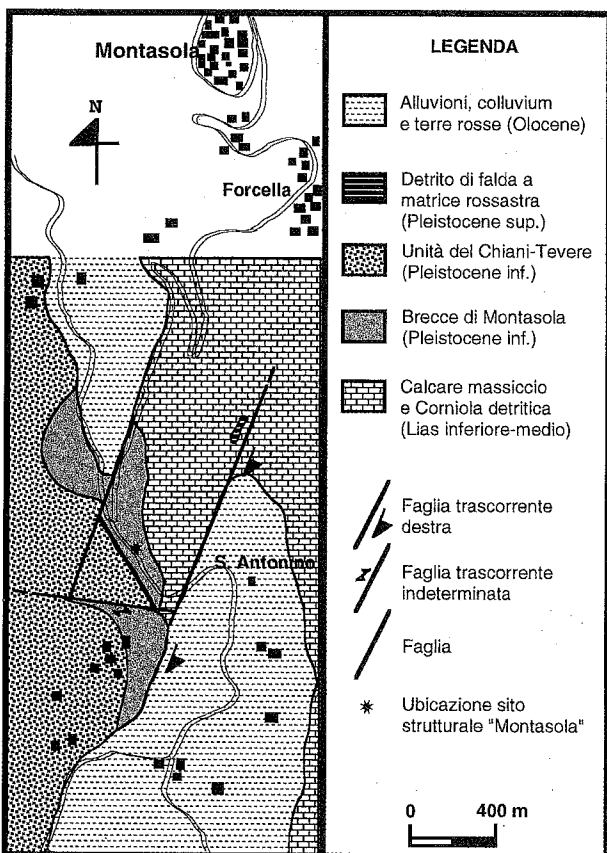 Montasola
N
Forcella
S. Antonino
LEGENDA
Alluvioni, colluvium
e terre rosse (Olocene)
Detrito di falda a
matrice rossastra
(Pleistocene sup.)
Unità del Chiani-Tevere
(Pleistocene inf.)
Brecce di Montasola
(Pleistocene inf.)
Calcare massiccio
e Corniola detritica
(Lias inferiore-medio)
Faglia trascorrente
destra
Faglia trascorrente
indeterminata
Faglia
Ubicazione sito
strutturale "Montasola"
0 400 m